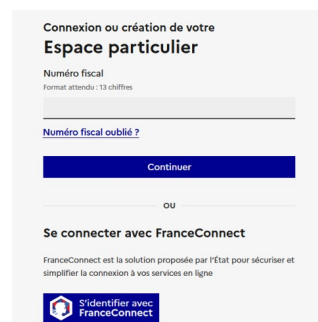 Connexion ou création de votre
Espace particulier
Numéro fiscal
Format attendu : 13 chiffres
Numéro fiscal oublié ?
Continuer
OU
Se connecter avec FranceConnect
FranceConnect est la solution proposée par l'État pour sécuriser et
simplifier la connexion à vos services en ligne
S'identifier avec
FranceConnect